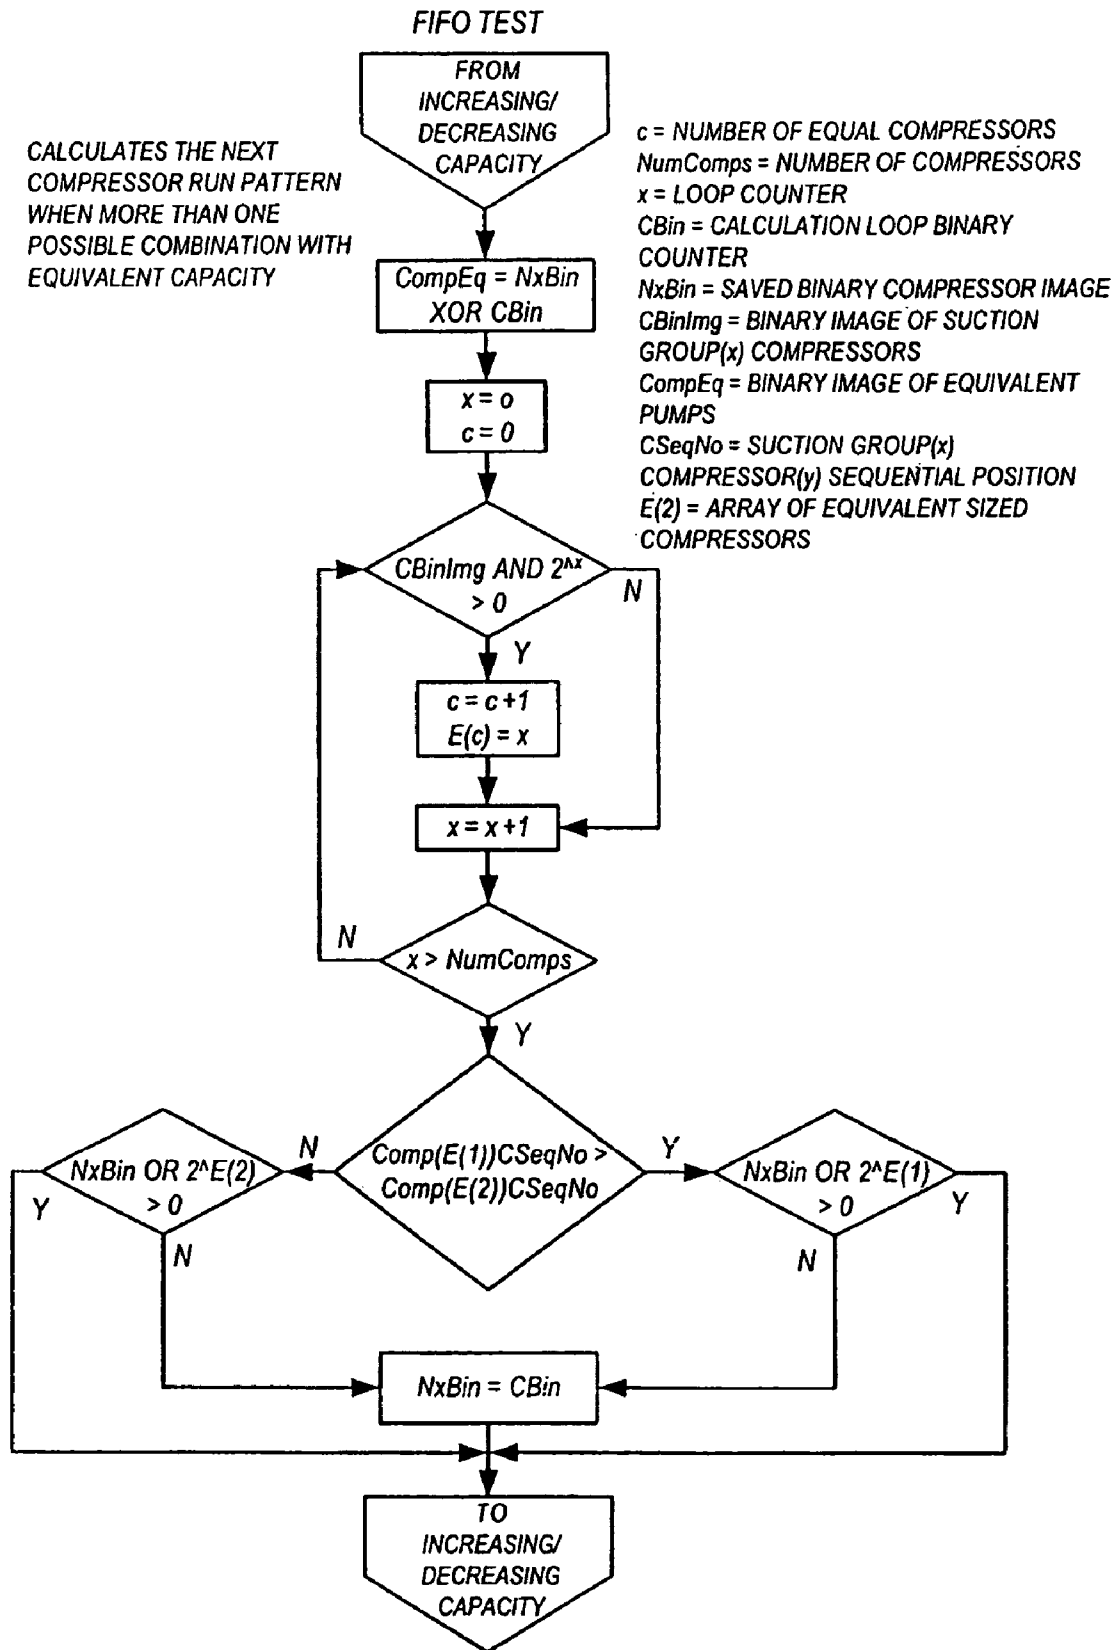 FIFO TEST
FROM
INCREASING/
DECREASING
CAPACITY
CALCULATES THE NEXT
COMPRESSOR RUN PATTERN
WHEN MORE THAN ONE
POSSIBLE COMBINATION WITH
EQUIVALENT CAPACITY
c = NUMBER OF EQUAL COMPRESSORS
NumComps = NUMBER OF COMPRESSORS
x = LOOP COUNTER
CBin = CALCULATION LOOP BINARY
COUNTER
NxBin = SAVED BINARY COMPRESSOR IMAGE
CBinImg = BINARY IMAGE OF SUCTION
GROUP(x) COMPRESSORS
CompEq = BINARY IMAGE OF EQUIVALENT
PUMPS
CSeqNo = SUCTION GROUP(x)
COMPRESSOR(y) SEQUENTIAL POSITION
E(2) = ARRAY OF EQUIVALENT SIZED
COMPRESSORS
CompEq = NxBin
XOR CBin
x = o
c = 0
CBinImg AND 2^x
> 0
N
Y
c = c+1
E(c) = x
x = x+1
N
x > NumComps
Y
Comp(E(1))CSeqNo >
Comp(E(2))CSeqNo
N
Y
NxBin OR 2^E(2)
> 0
Y
N
NxBin OR 2^E(1)
> 0
Y
N
NxBin = CBin
TO
INCREASING/
DECREASING
CAPACITY